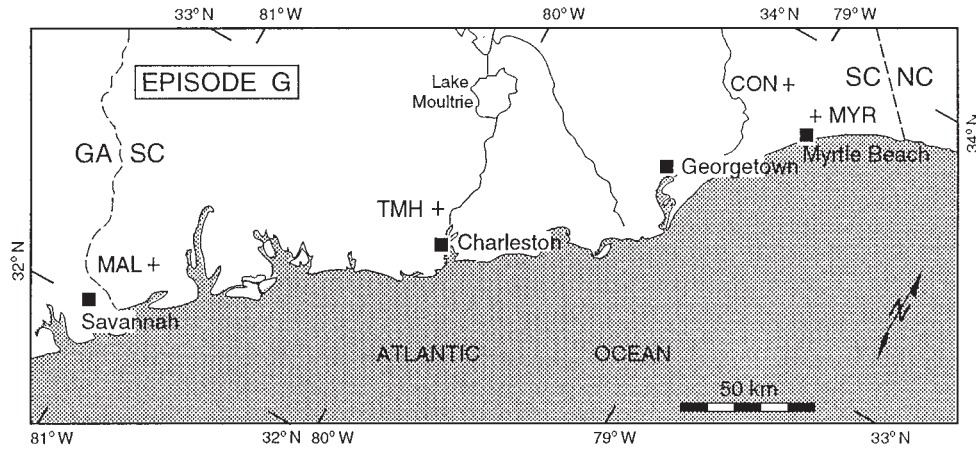 33° N 81° W 80° W 34° N 79° W
EPISODE G
Lake
Moultrie
CON +
SC NC
+ MYR
34° N
GA SC
Myrtle Beach
Georgetown
TMH +
Charleston
32° N
MAL +
Savannah
N
ATLANTIC OCEAN
50 km
81° W 32° N 80° W 79° W 33° N